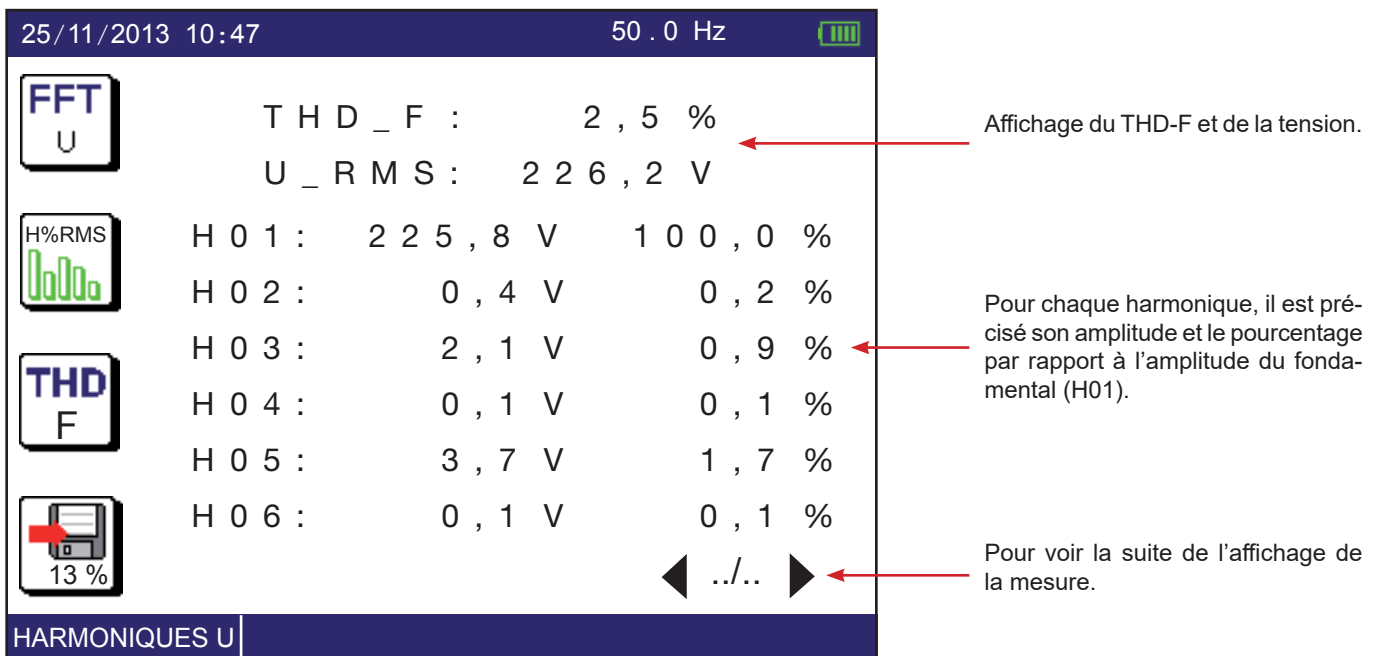 25/11/2013 10:47 50.0 Hz
FFT
U
THD_F: 2,5 %
U_RMS: 226,2 V
Affichage du THD-F et de la tension.
H%RMS
H01: 225,8 V 100,0 %
H02: 0,4 V 0,2 %
H03: 2,1 V 0,9 %
H04: 0,1 V 0,1 %
H05: 3,7 V 1,7 %
H06: 0,1 V 0,1 %
Pour chaque harmonique, il est pré-
cisé son amplitude et le pourcentage
par rapport à l’amplitude du fonda-
mental (H01).
THD
F
13 %
../..
Pour voir la suite de l’affichage de
la mesure.
HARMONIQUES U